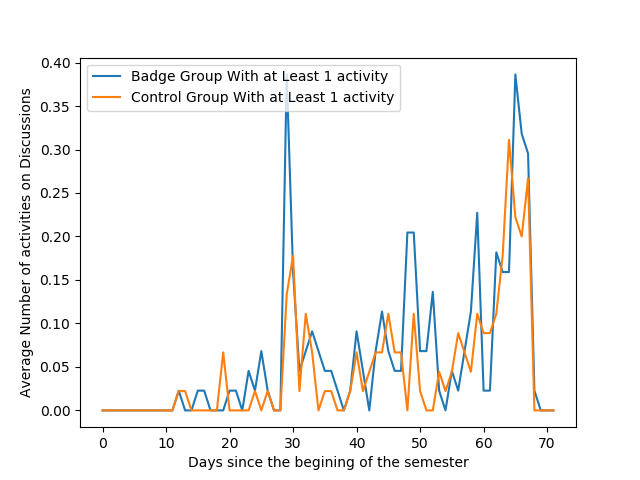 Badge Group With at Least 1 activity
Control Group With at Least 1 activity
Average Number of activities on Discussions
0.40
0.35
0.30
0.25
0.20
0.15
0.10
0.05
0.00
0 10 20 30 40 50 60 70
Days since the begining of the semester